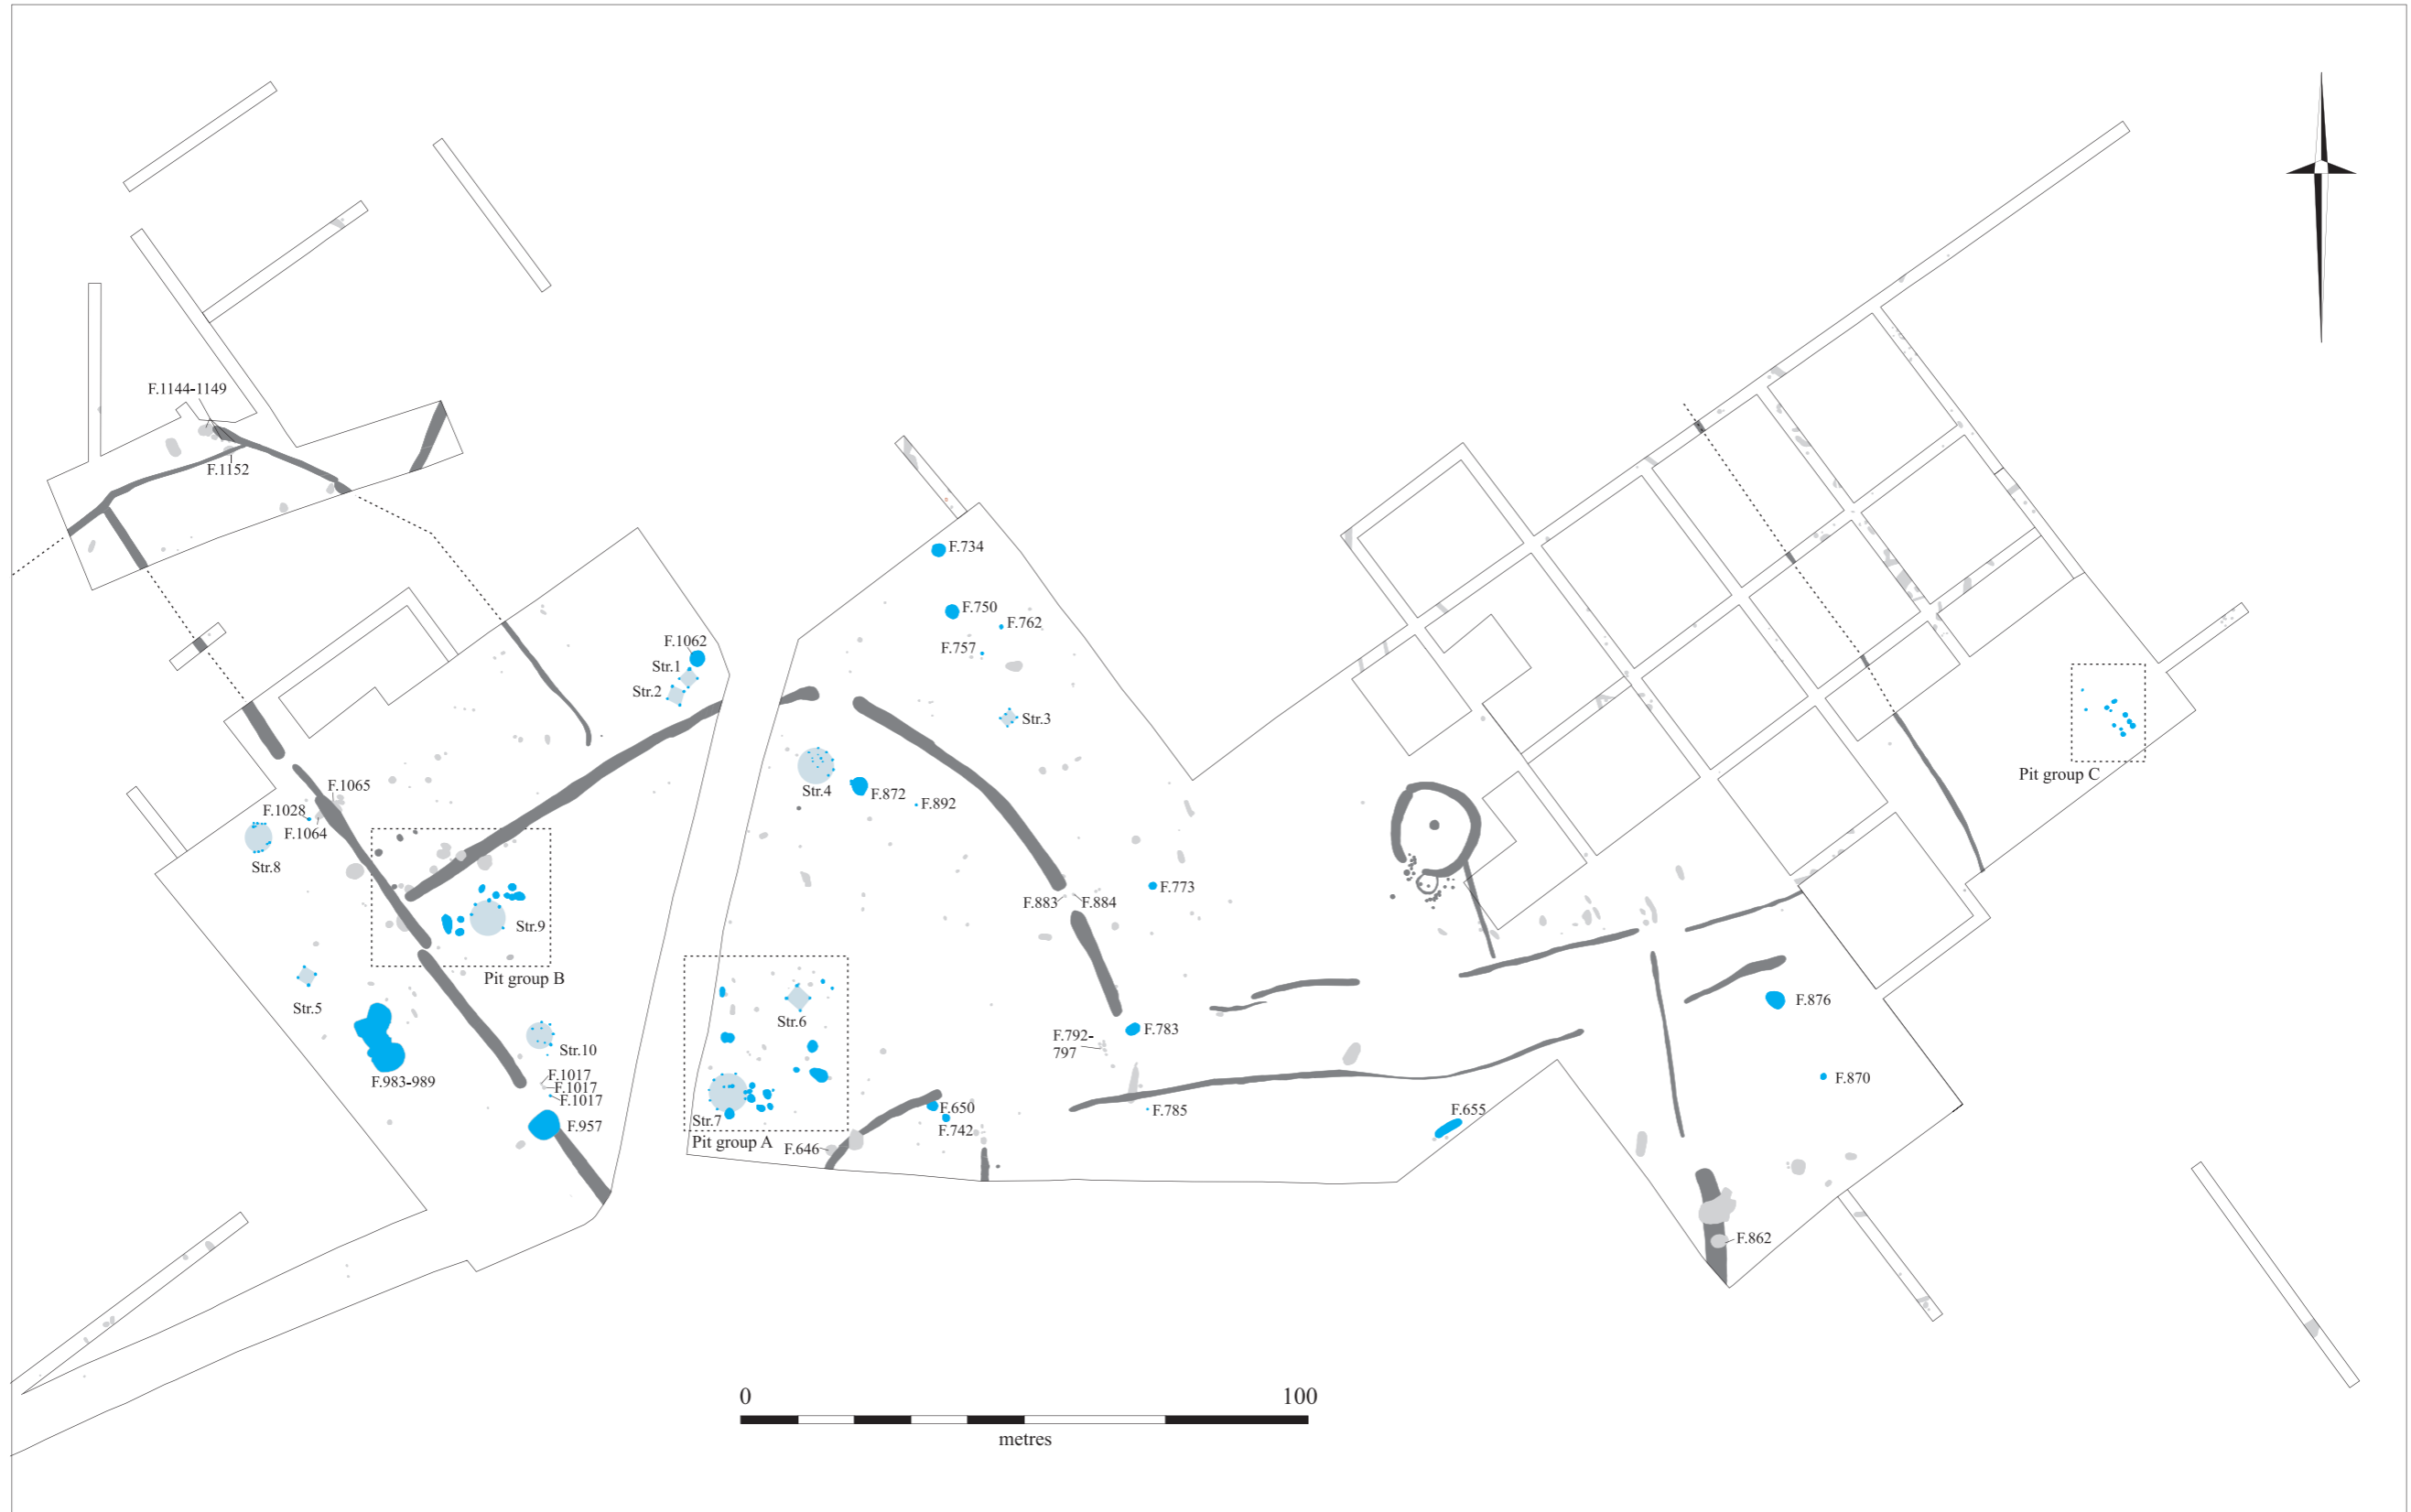 F.1144-1149
F.1152
F.734
F.750
F.762
F.757
F.1062
Str.1
Str.2
Str.3
Str.4
F.872
F.892
Pit group C
F.1065
F.1028
F.1064
Str.8
F.773
F.883
F.884
Str.9
Pit group B
Str.5
F.876
Str.6
F.783
F.792-
797
Str.10
F.983-989
F.1017
F.1017
F.1017
F.870
F.650
F.785
F.655
F.957
Str.7
F.742
Pit group A
F.646
F.862
0
100
metres